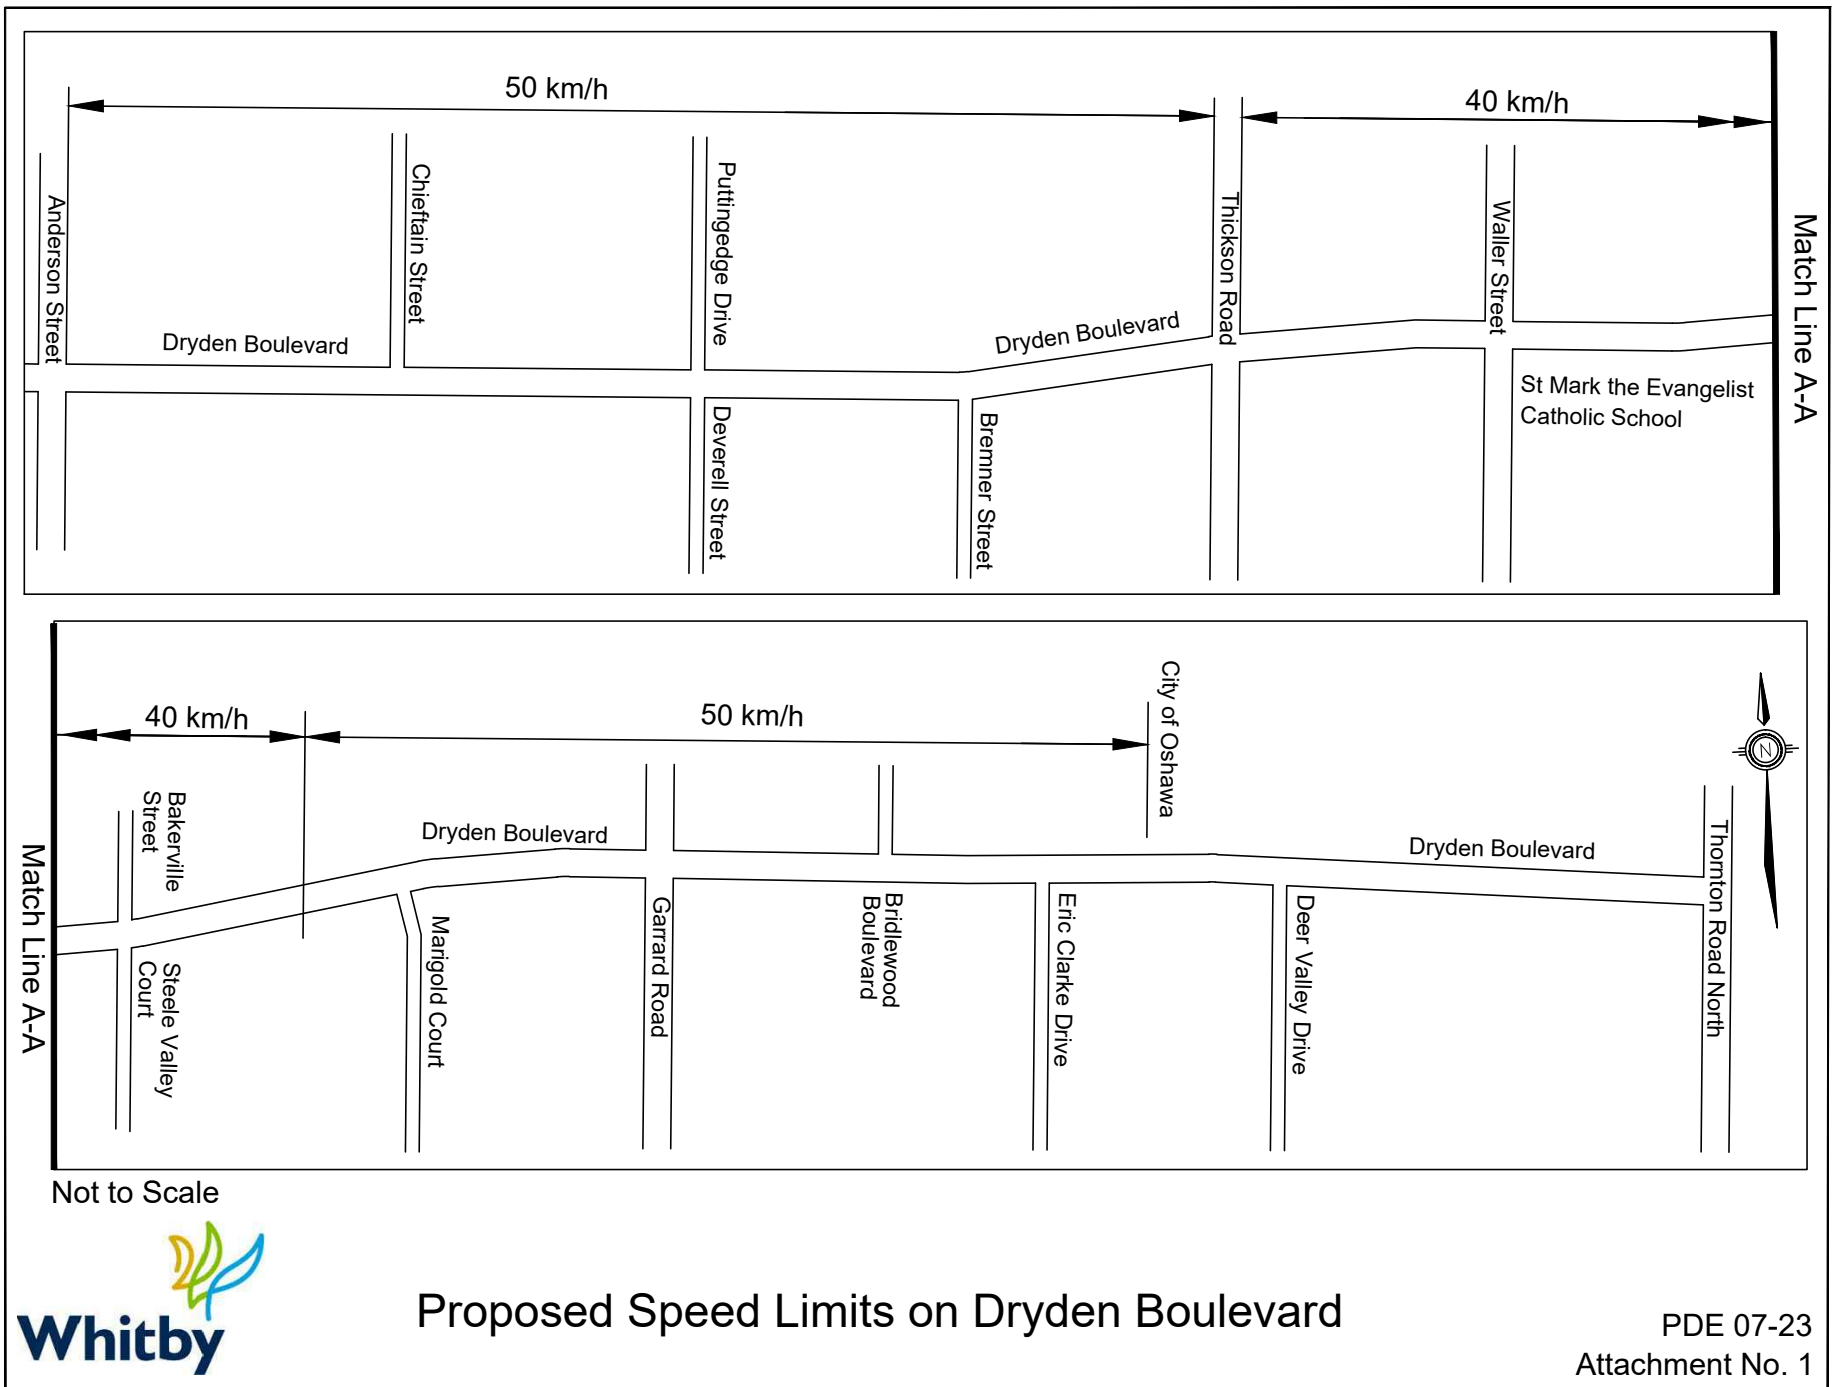 50 km/h
40 km/h
Anderson Street
Chieftain Street
Puttingedge Drive
Thickson Road
Waller Street
Match Line A-A
Dryden Boulevard
Dryden Boulevard
St Mark the Evangelist
Catholic School
Deverell Street
Bremner Street
City of Oshawa
40 km/h
50 km/h
Bakerville
Street
Dryden Boulevard
Dryden Boulevard
Match Line A-A
Steele Valley
Court
Marigold Court
Garrard Road
Bridlewood
Boulevard
Eric Clarke Drive
Deer Valley Drive
Thornton Road North
N
Not to Scale
Whitby
Proposed Speed Limits on Dryden Boulevard
PDE 07-23
Attachment No. 1